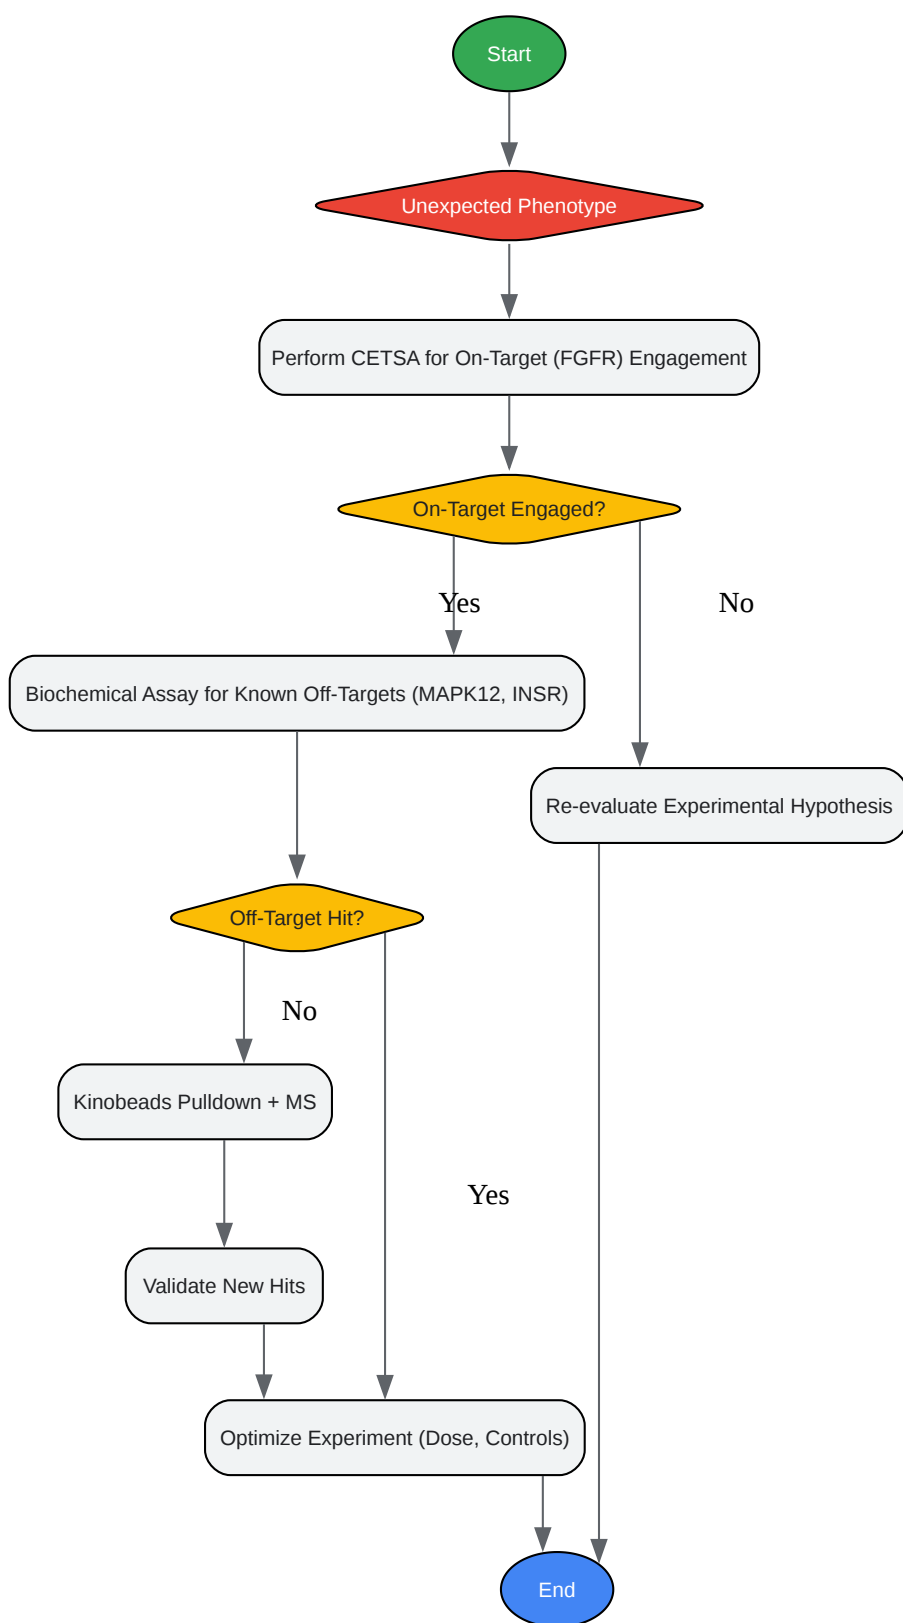 Start
Unexpected Phenotype
Perform CETSA for On-Target (FGFR) Engagement
On-Target Engaged?
Yes
No
Biochemical Assay for Known Off-Targets (MAPK12, INSR)
Re-evaluate Experimental Hypothesis
Off-Target Hit?
No
Kinobeads Pulldown + MS
Yes
Validate New Hits
Optimize Experiment (Dose, Controls)
End